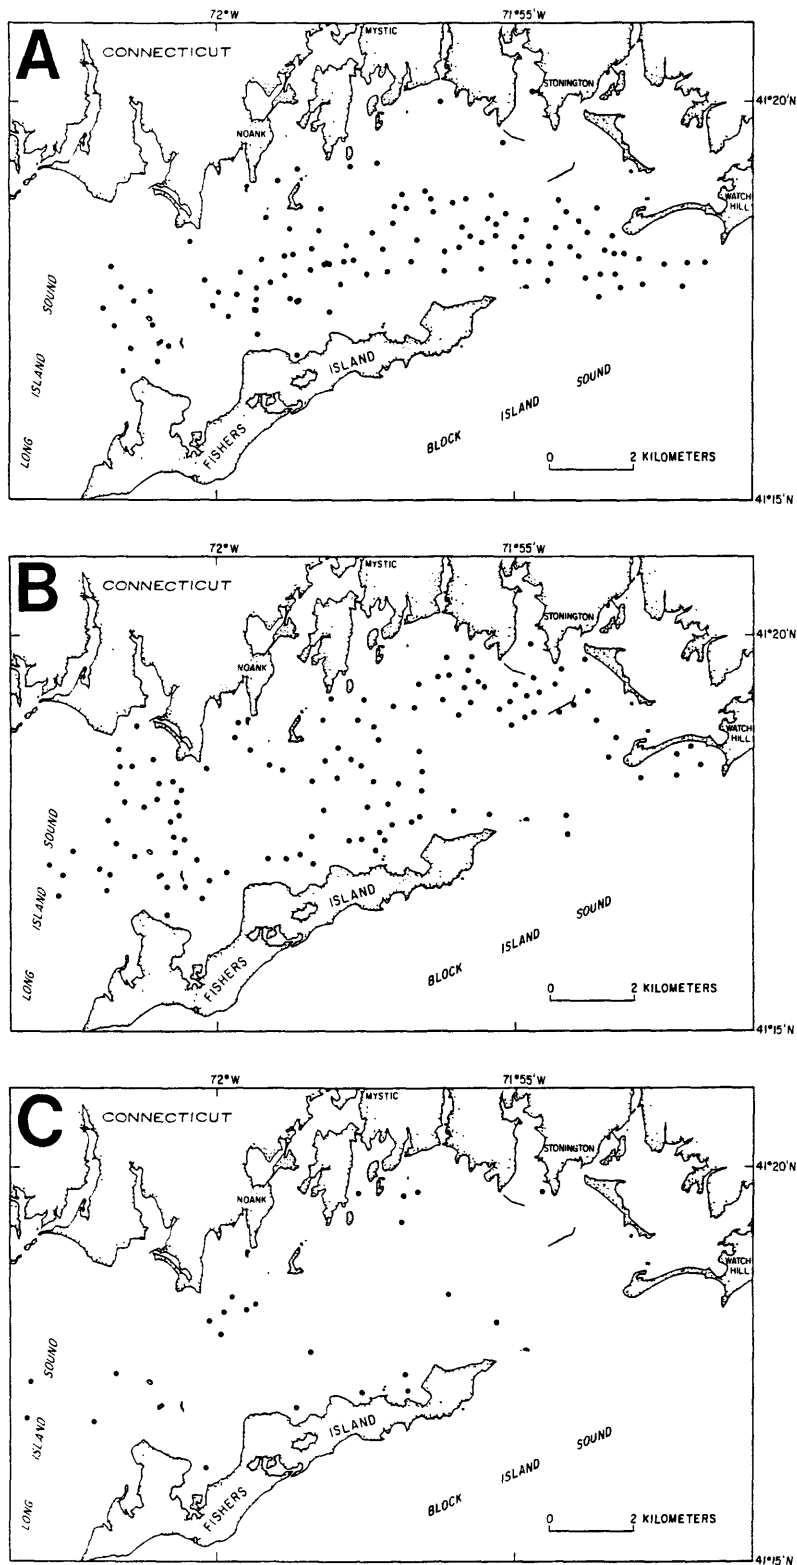 72°W 71°55'W
A
CONNECTICUT
MYSTIC
STONINGTON
41°20'N
NOANK
WATCH
HILL
LONG ISLAND SOUND
FISHERS ISLAND
BLOCK ISLAND SOUND
0 2 KILOMETERS
41°15'N
72°W 71°55'W
B
CONNECTICUT
MYSTIC
STONINGTON
41°20'N
NOANK
WATCH
HILL
LONG ISLAND SOUND
FISHERS ISLAND
BLOCK ISLAND SOUND
0 2 KILOMETERS
41°15'N
72°W 71°55'W
C
CONNECTICUT
MYSTIC
STONINGTON
41°20'N
NOANK
WATCH
HILL
LONG ISLAND SOUND
FISHERS ISLAND
BLOCK ISLAND SOUND
0 2 KILOMETERS
41°15'N